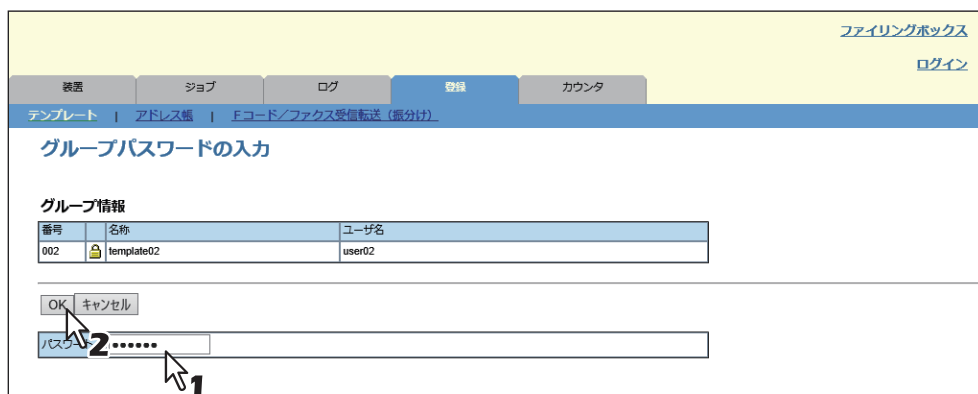 ファイリングボックス
ログイン
装置 ジョブ ログ 登録 カウンタ
テンプレート | アドレス帳 | Fコード／ファクス受信転送（振分け）
グループパスワードの入力
グループ情報
番号 名称 ユーザ名
002 template02 user02
OK キャンセル
2
パスワード ••••••
1